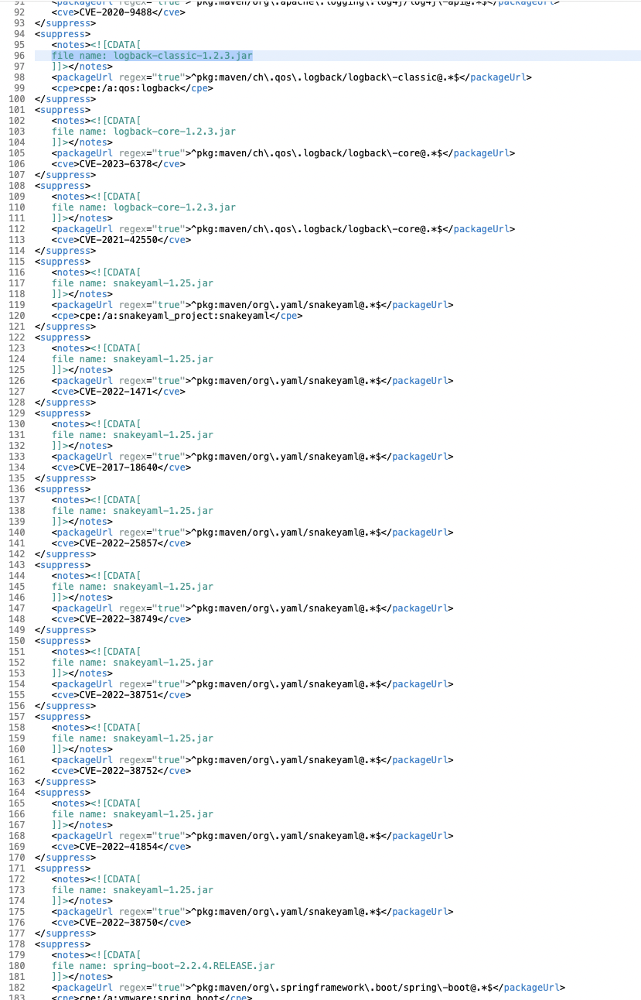 91 <packageUrl regex="true">^pkg:maven/org\.apache\.logging\.log4j/log4j\-api@.*$</packageUrl>
92 <cve>CVE-2020-9488</cve>
93 </suppress>
94 <suppress>
95 <notes><![CDATA[
96 file name: logback-classic-1.2.3.jar
97 ]]></notes>
98 <packageUrl regex="true">^pkg:maven/ch\.qos\.logback/logback\-classic@.*$</packageUrl>
99 <cpe>cpe:/a:qos:logback</cpe>
100 </suppress>
101 <suppress>
102 <notes><![CDATA[
103 file name: logback-core-1.2.3.jar
104 ]]></notes>
105 <packageUrl regex="true">^pkg:maven/ch\.qos\.logback/logback\-core@.*$</packageUrl>
106 <cve>CVE-2023-6378</cve>
107 </suppress>
108 <suppress>
109 <notes><![CDATA[
110 file name: logback-core-1.2.3.jar
111 ]]></notes>
112 <packageUrl regex="true">^pkg:maven/ch\.qos\.logback/logback\-core@.*$</packageUrl>
113 <cve>CVE-2021-42550</cve>
114 </suppress>
115 <suppress>
116 <notes><![CDATA[
117 file name: snakeyaml-1.25.jar
118 ]]></notes>
119 <packageUrl regex="true">^pkg:maven/org\.yaml/snakeyaml@.*$</packageUrl>
120 <cpe>cpe:/a:snakeyaml_project:snakeyaml</cpe>
121 </suppress>
122 <suppress>
123 <notes><![CDATA[
124 file name: snakeyaml-1.25.jar
125 ]]></notes>
126 <packageUrl regex="true">^pkg:maven/org\.yaml/snakeyaml@.*$</packageUrl>
127 <cve>CVE-2022-1471</cve>
128 </suppress>
129 <suppress>
130 <notes><![CDATA[
131 file name: snakeyaml-1.25.jar
132 ]]></notes>
133 <packageUrl regex="true">^pkg:maven/org\.yaml/snakeyaml@.*$</packageUrl>
134 <cve>CVE-2017-18640</cve>
135 </suppress>
136 <suppress>
137 <notes><![CDATA[
138 file name: snakeyaml-1.25.jar
139 ]]></notes>
140 <packageUrl regex="true">^pkg:maven/org\.yaml/snakeyaml@.*$</packageUrl>
141 <cve>CVE-2022-25857</cve>
142 </suppress>
143 <suppress>
144 <notes><![CDATA[
145 file name: snakeyaml-1.25.jar
146 ]]></notes>
147 <packageUrl regex="true">^pkg:maven/org\.yaml/snakeyaml@.*$</packageUrl>
148 <cve>CVE-2022-38749</cve>
149 </suppress>
150 <suppress>
151 <notes><![CDATA[
152 file name: snakeyaml-1.25.jar
153 ]]></notes>
154 <packageUrl regex="true">^pkg:maven/org\.yaml/snakeyaml@.*$</packageUrl>
155 <cve>CVE-2022-38751</cve>
156 </suppress>
157 <suppress>
158 <notes><![CDATA[
159 file name: snakeyaml-1.25.jar
160 ]]></notes>
161 <packageUrl regex="true">^pkg:maven/org\.yaml/snakeyaml@.*$</packageUrl>
162 <cve>CVE-2022-38752</cve>
163 </suppress>
164 <suppress>
165 <notes><![CDATA[
166 file name: snakeyaml-1.25.jar
167 ]]></notes>
168 <packageUrl regex="true">^pkg:maven/org\.yaml/snakeyaml@.*$</packageUrl>
169 <cve>CVE-2022-41854</cve>
170 </suppress>
171 <suppress>
172 <notes><![CDATA[
173 file name: snakeyaml-1.25.jar
174 ]]></notes>
175 <packageUrl regex="true">^pkg:maven/org\.yaml/snakeyaml@.*$</packageUrl>
176 <cve>CVE-2022-38750</cve>
177 </suppress>
178 <suppress>
179 <notes><![CDATA[
180 file name: spring-boot-2.2.4.RELEASE.jar
181 ]]></notes>
182 <packageUrl regex="true">^pkg:maven/org\.springframework\.boot/spring\-boot@.*$</packageUrl>
183 <cpe>cpe:/a:vmware:spring_boot</cpe>